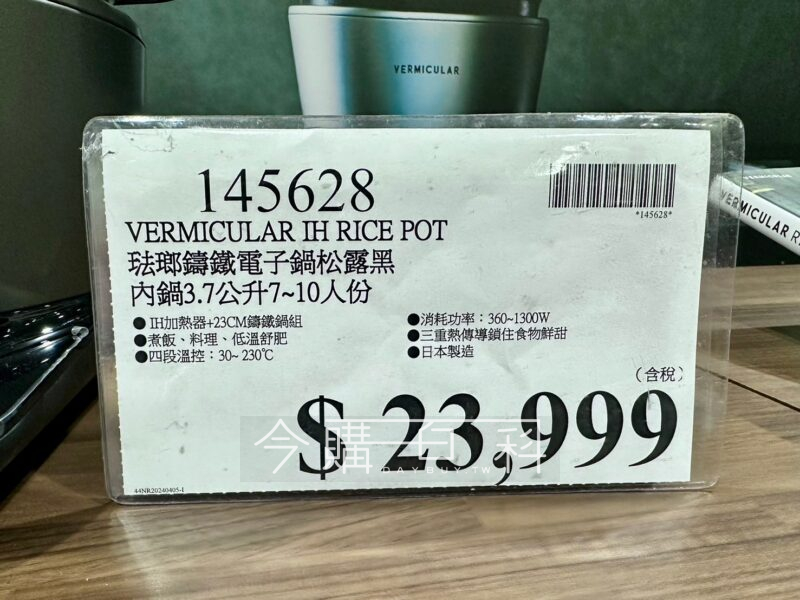 VERMICULAR
145628
*145628*
VERMICULAR IH RICE POT
琺瑯鑄鐵電子鍋松露黑
內鍋3.7公升7~10人份
●IH加熱器+23CM鑄鐵鍋組
●煮飯、料理、低溫舒肥
●四段溫控：30~230℃
●消耗功率：360~1300W
●三重熱傳導鎖住食物鮮甜
●日本製造
（含稅）
$ 23,999
今購百科
DAYBUY.TW
44NR20240405-1
VERMICULAR